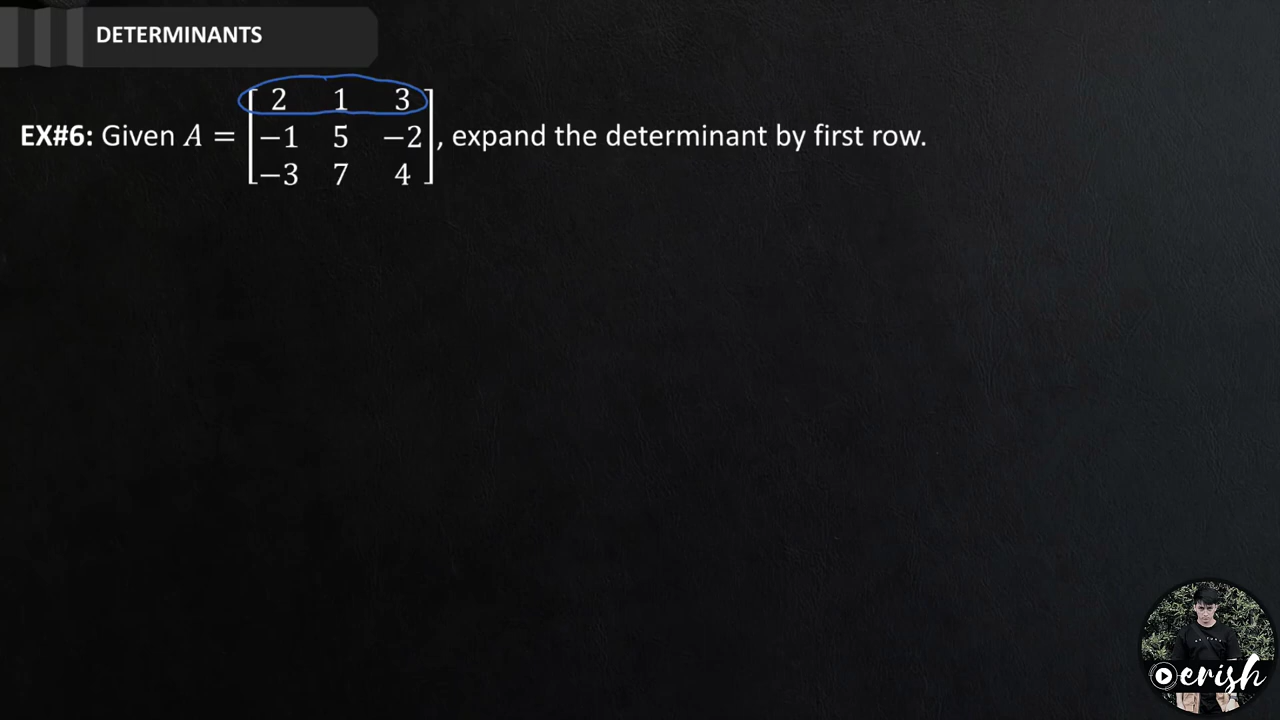 DETERMINANTS
2 1 3
EX#6: Given A = −1 5 −2 , expand the determinant by first row.
−3 7 4
erish